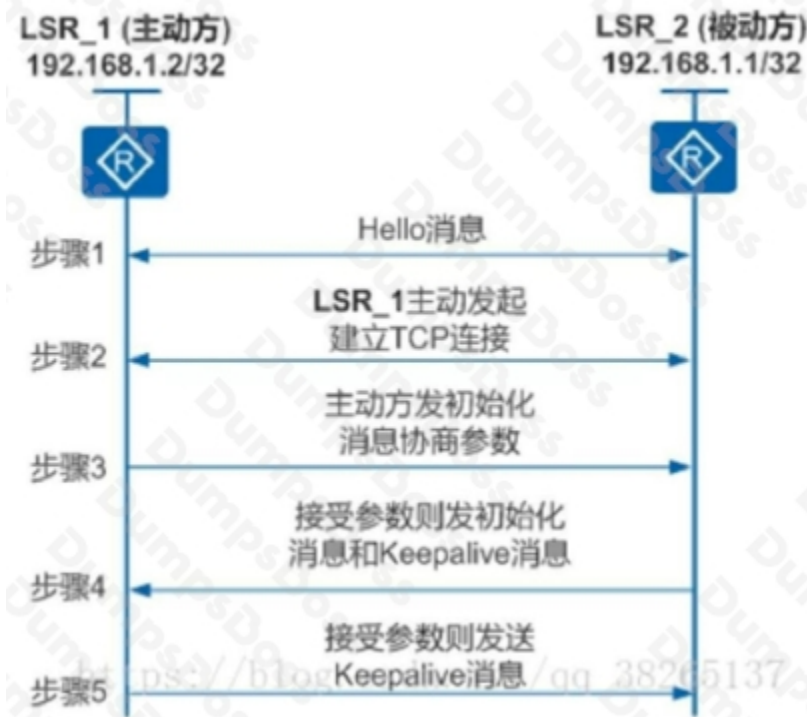 LSR_1 (主动方)
192.168.1.2/32
LSR_2 (被动方)
192.168.1.1/32
R
R
步骤1
Hello消息
步骤2
LSR_1主动发起
建立TCP连接
步骤3
主动方发初始化
消息协商参数
步骤4
接受参数则发初始化
消息和Keepalive消息
步骤5
接受参数则发送
Keepalive消息
https://blog
/qq_38265137
DumpsDoss